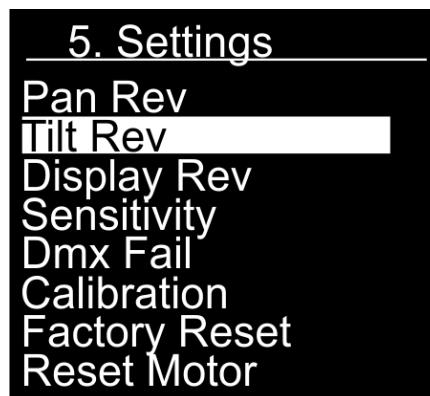 5. Settings
Pan Rev
Tilt Rev
Display Rev
Sensitivity
Dmx Fail
Calibration
Factory Reset
Reset Motor